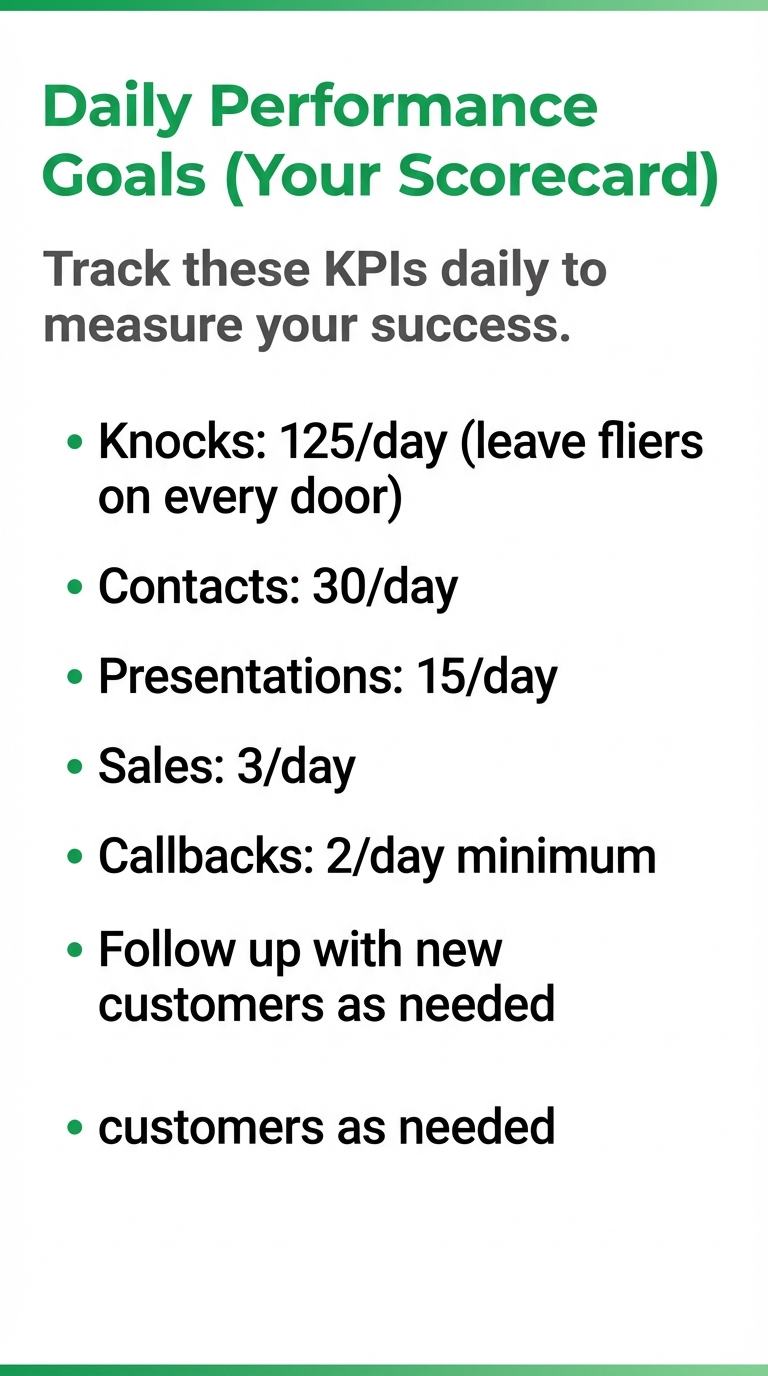 Daily Performance
Goals (Your Scorecard)
Track these KPIs daily to
measure your success.
• Knocks: 125/day (leave fliers
on every door)
• Contacts: 30/day
• Presentations: 15/day
• Sales: 3/day
• Callbacks: 2/day minimum
• Follow up with new
customers as needed
• customers as needed